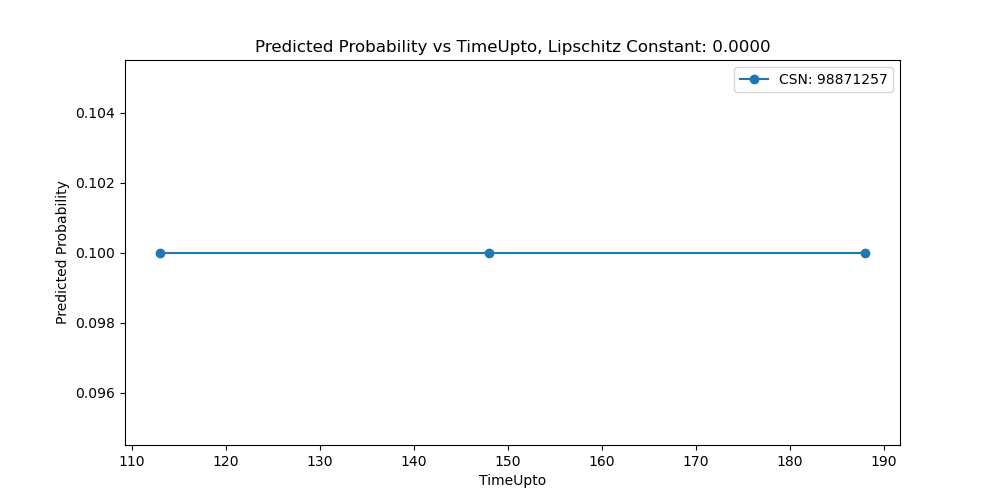 Predicted Probability vs TimeUpto, Lipschitz Constant: 0.0000
CSN: 98871257
Predicted Probability
0.104
0.102
0.100
0.098
0.096
110 120 130 140 150 160 170 180 190
TimeUpto